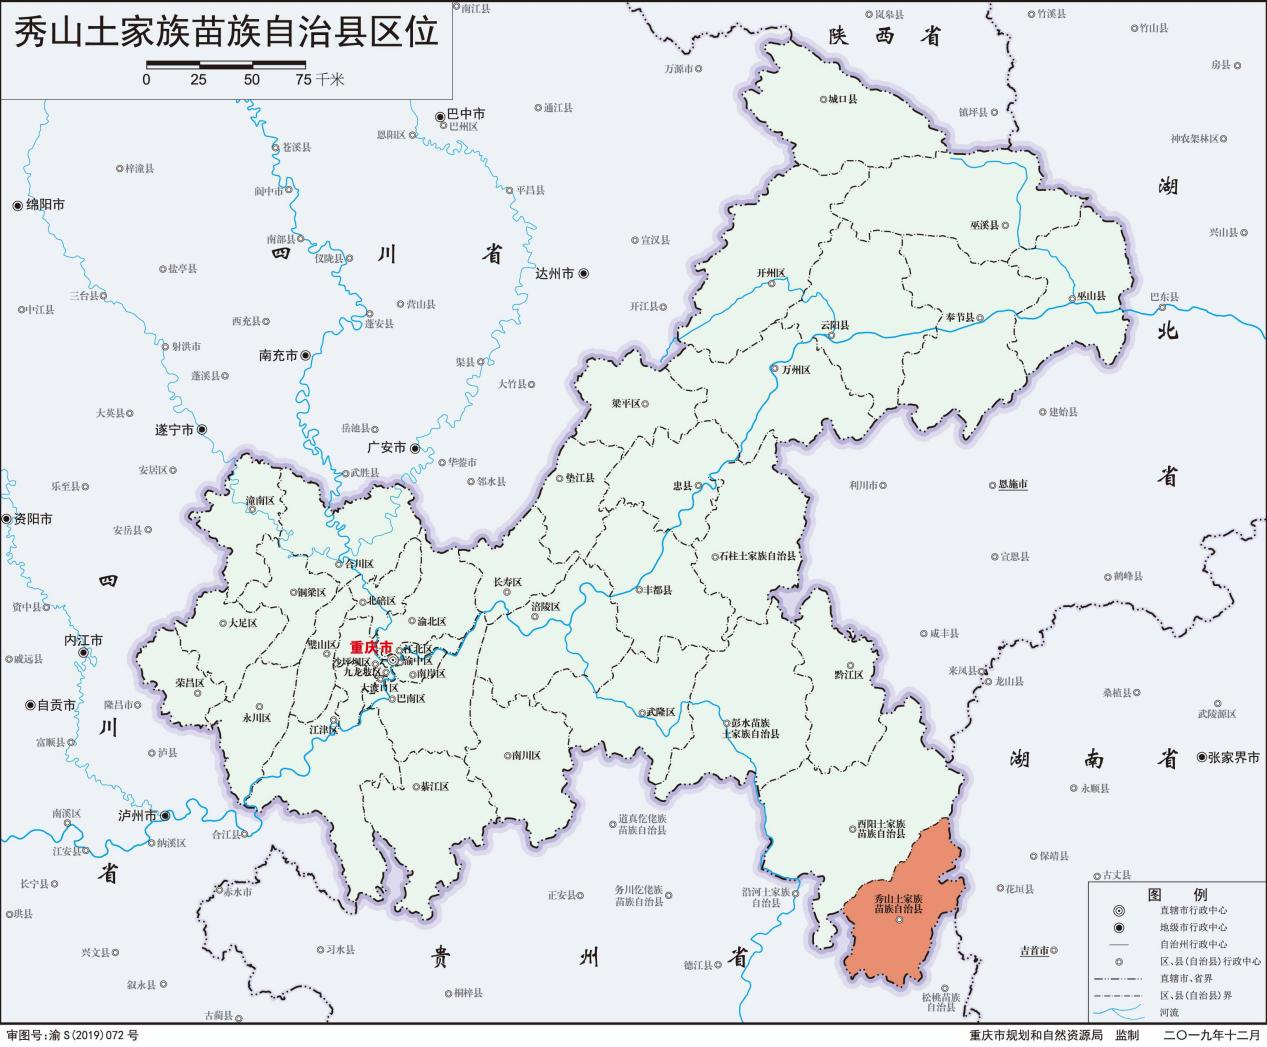 秀山土家族苗族自治县区位
0 25 50 75 千米
南江县
岚皋县
竹溪县
竹山县
陕西省
万源市
房县
城口县
巴中市
巴州区
通江县
恩阳区
镇坪县
神农架林区
苍溪县
梓潼县
阆中市
平昌县
湖
绵阳市
巫溪县
兴山县
南部县
四川省
宣汉县
仪陇县
盐亭县
达州市
开州区
三台县
中江县
营山县
开江县
巫山县
巴东县
西充县
蓬安县
云阳县
奉节县
北
射洪市
南充市
渠县
万州区
蓬溪县
大竹县
梁平区
大英县
建始县
遂宁市
岳池县
广安市
华蓥市
安居区
武胜县
邻水县
垫江县
忠县
利川市
恩施市
省
乐至县
潼南区
资阳市
安岳县
石柱土家族自治县
宣恩县
合川区
鹤峰县
四
长寿区
铜梁区
丰都县
北碚区
涪陵区
资中县
大足区
渝北区
咸丰县
内江市
璧山区
重庆市
江北区
威远县
沙坪坝区
渝中区
九龙坡区
南岸区
黔江区
来凤县
龙山县
荣昌区
大渡口区
桑植县
自贡市
隆昌市
巴南区
永川区
武隆区
武陵源区
川
江津区
彭水苗族
土家族自治县
富顺县
泸县
南川区
湖南省
张家界市
綦江区
永顺县
南溪区
泸州市
道真仡佬族
苗族自治县
酉阳土家族
苗族自治县
合江县
江安县
纳溪区
保靖县
省
长宁县
赤水市
正安县
务川仡佬族
苗族自治县
沿河土家族
自治县
古丈县
花垣县
秀山土家族
苗族自治县
珙县
兴文县
习水县
贵州省
德江县
吉首市
叙永县
桐梓县
松桃苗族
自治县
古蔺县
图例
直辖市行政中心
地级市行政中心
自治州行政中心
区、县(自治县)行政中心
直辖市、省界
区、县(自治县)界
河流
审图号:渝S(2019)072号
重庆市规划和自然资源局 监制 二〇一九年十二月